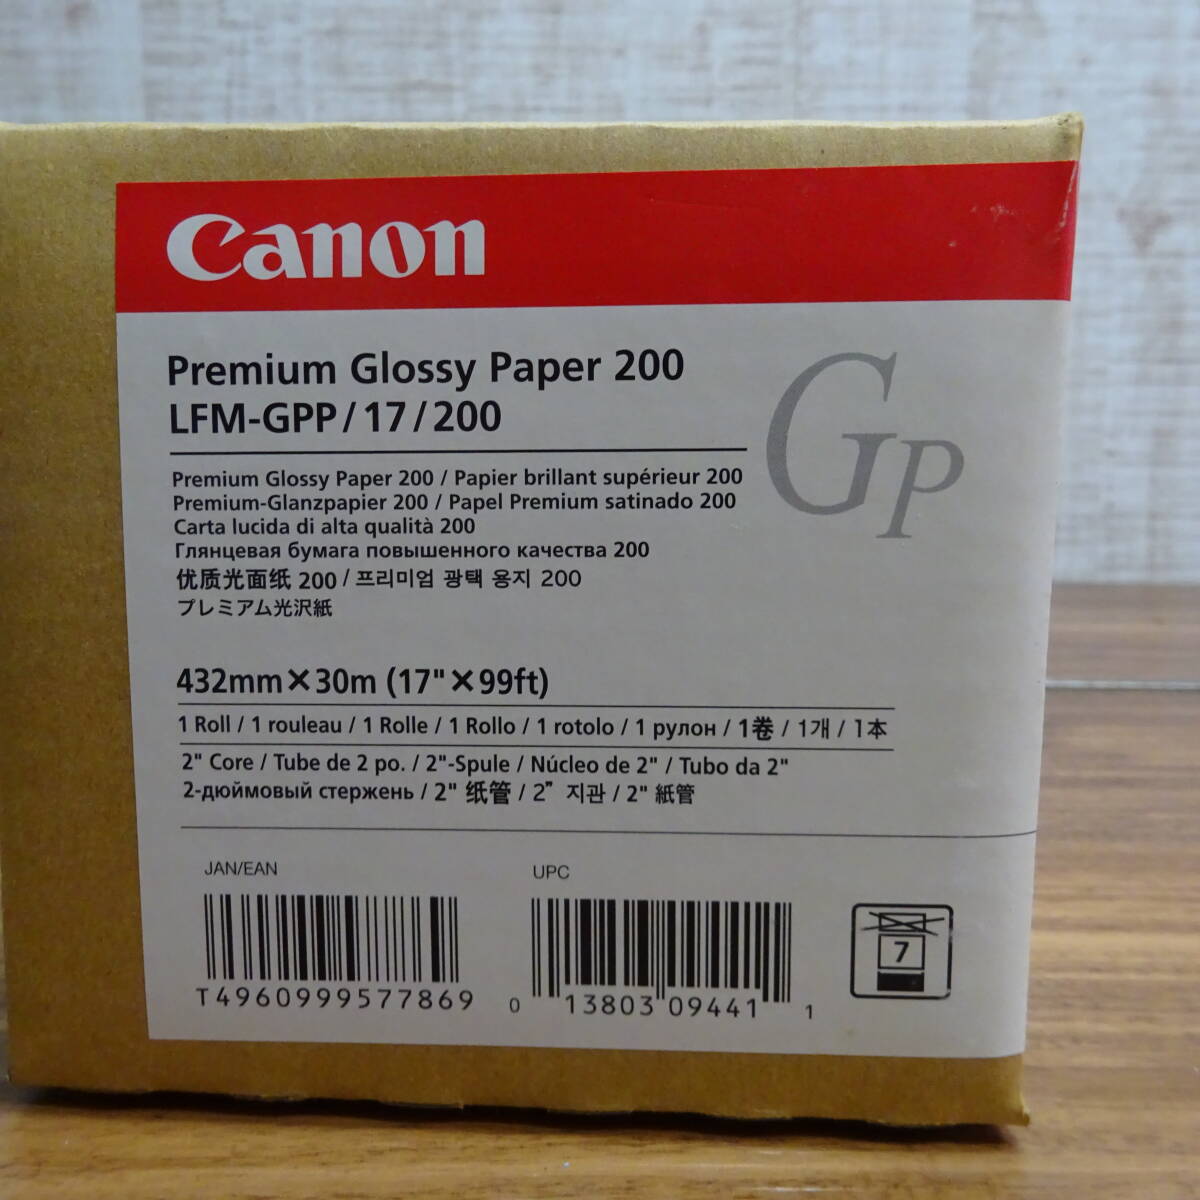 Canon
Premium Glossy Paper 200
LFM-GPP/17/200
GP
Premium Glossy Paper 200 / Papier brillant supérieur 200
Premium-Glanzpapier 200 / Papel Premium satinado 200
Carta lucida di alta qualità 200
Глянцевая бумага повышенного качества 200
优质光面纸 200 / 프리미엄 광택 용지 200
プレミアム光沢紙
432mm×30m (17"×99ft)
1 Roll / 1 rouleau / 1 Rolle / 1 Rollo / 1 rotolo / 1 рулон / 1卷 / 1개 / 1本
2" Core / Tube de 2 po. / 2"-Spule / Núcleo de 2" / Tubo da 2"
2-дюймовый стержень / 2" 纸管 / 2” 지관 / 2" 紙管
JAN/EAN
UPC
T4960999577869
0 13803 09441 1
7